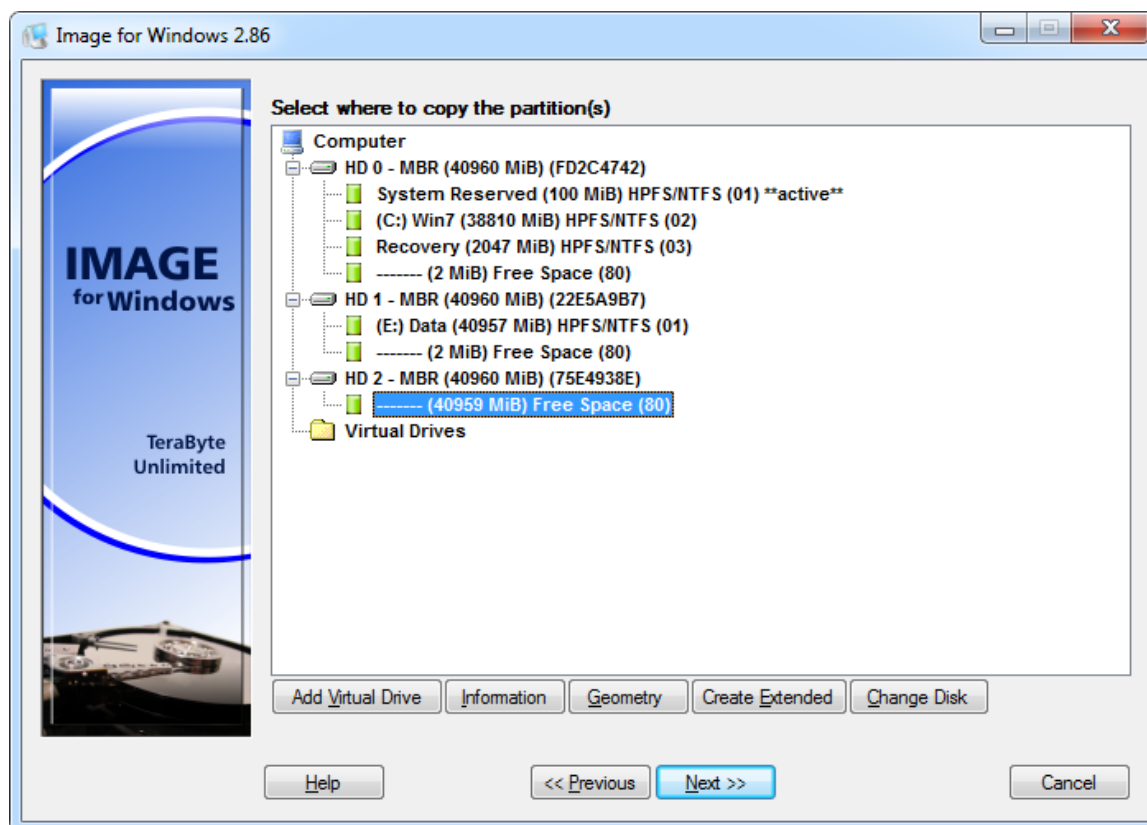 Image for Windows 2.86
IMAGE
for Windows
TeraByte
Unlimited
Select where to copy the partition(s)
Computer
HD 0 - MBR (40960 MiB) (FD2C4742)
System Reserved (100 MiB) HPFS/NTFS (01) **active**
(C:) Win7 (38810 MiB) HPFS/NTFS (02)
Recovery (2047 MiB) HPFS/NTFS (03)
------- (2 MiB) Free Space (80)
HD 1 - MBR (40960 MiB) (22E5A9B7)
(E:) Data (40957 MiB) HPFS/NTFS (01)
------- (2 MiB) Free Space (80)
HD 2 - MBR (40960 MiB) (75E4938E)
------- (40959 MiB) Free Space (80)
Virtual Drives
Add Virtual Drive Information Geometry Create Extended Change Disk
Help << Previous Next >> Cancel